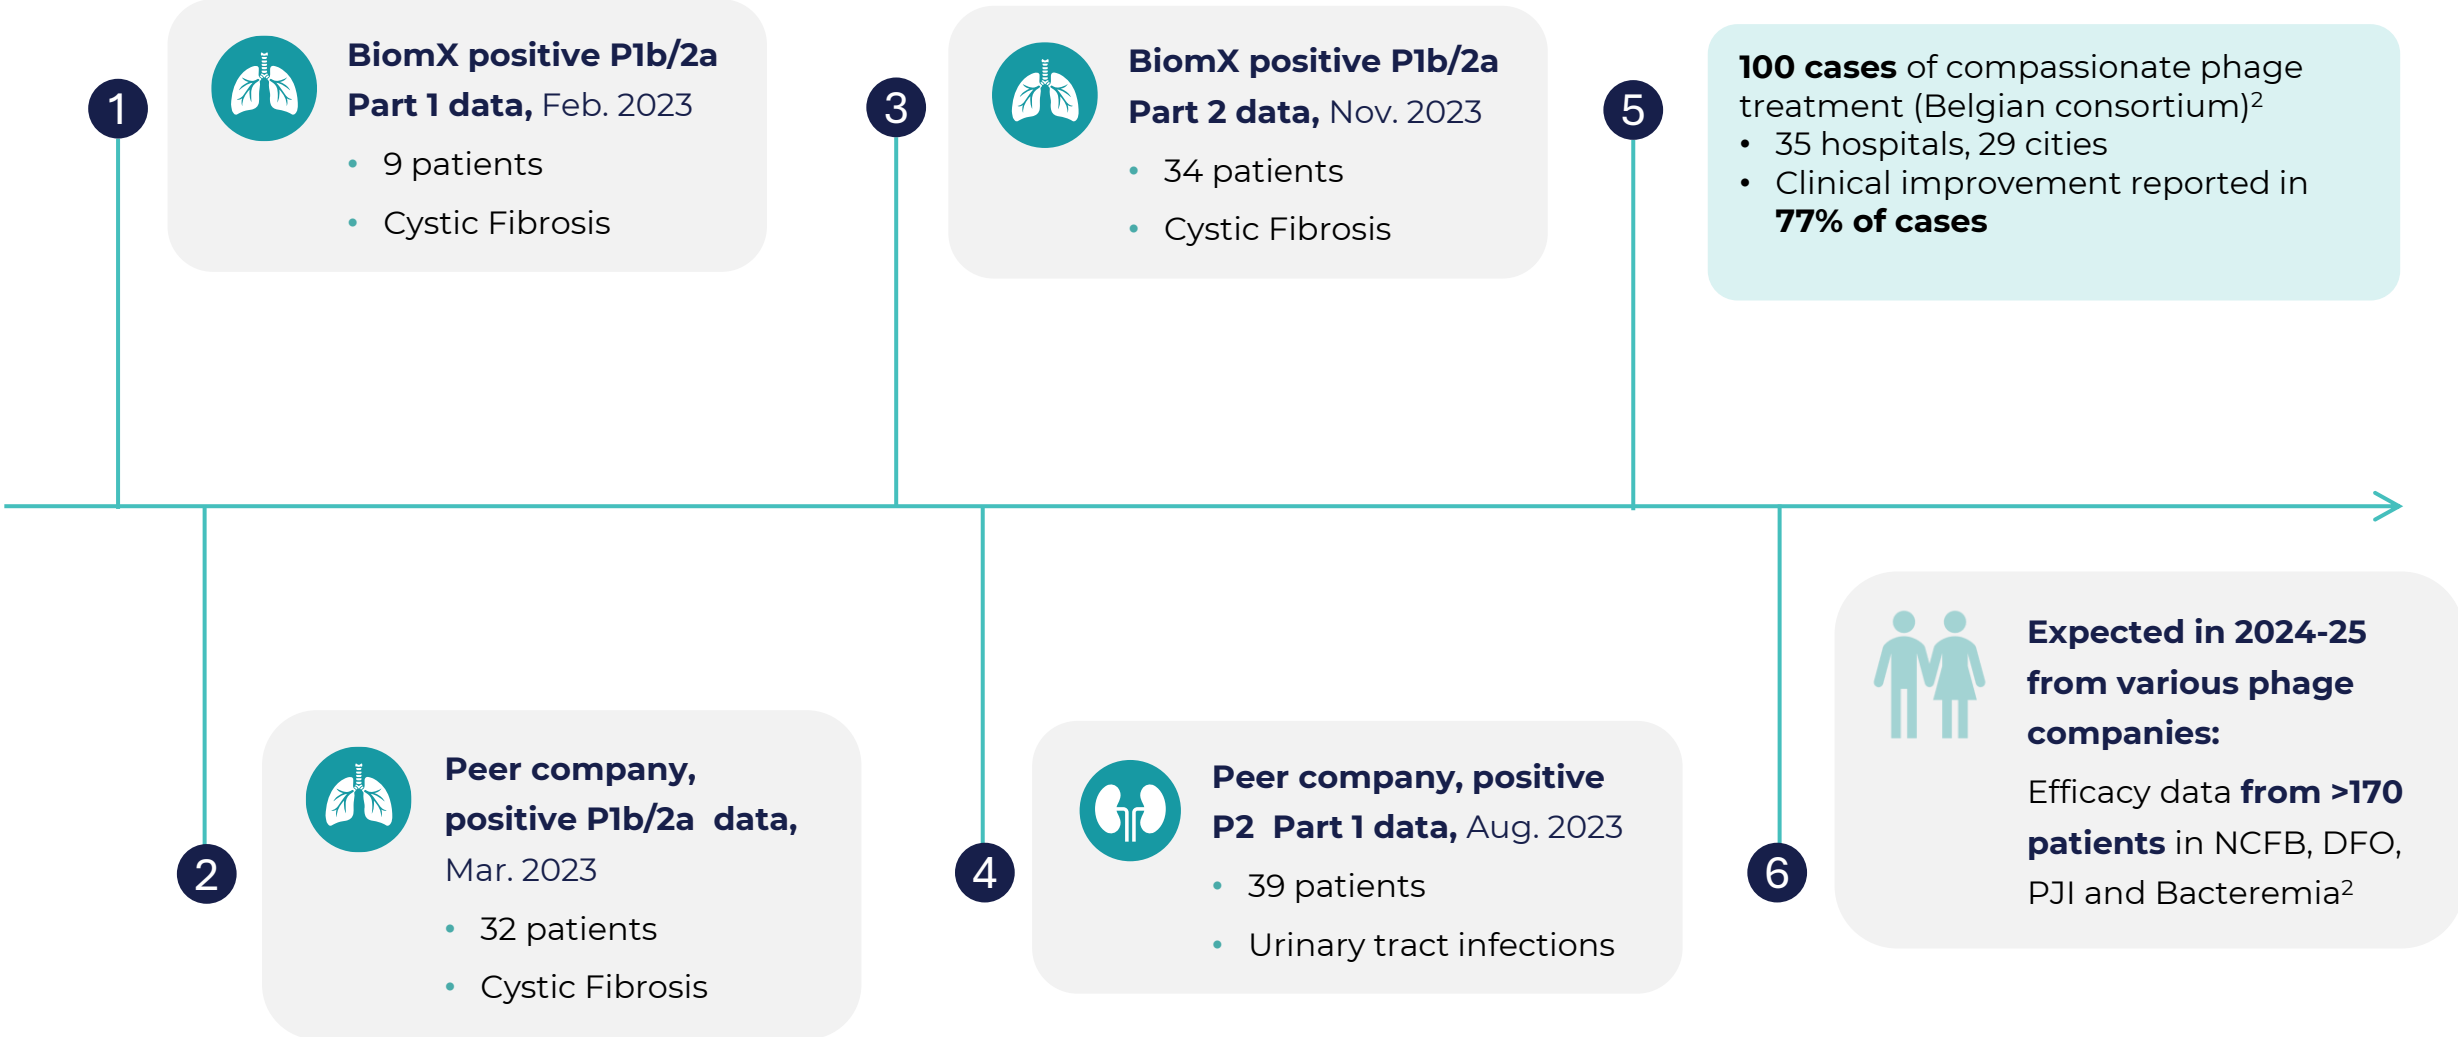 1
BiomX positive P1b/2a
Part 1 data, Feb. 2023
• 9 patients
• Cystic Fibrosis
2
Peer company,
positive P1b/2a  data,
Mar. 2023
• 32 patients
• Cystic Fibrosis
3
BiomX positive P1b/2a
Part 2 data, Nov. 2023
• 34 patients
• Cystic Fibrosis
4
Peer company, positive
P2  Part 1 data, Aug. 2023
• 39 patients
• Urinary tract infections
5
100 cases of compassionate phage
treatment (Belgian consortium)²
• 35 hospitals, 29 cities
• Clinical improvement reported in
77% of cases
6
Expected in 2024-25
from various phage
companies:
Efficacy data from >170
patients in NCFB, DFO,
PJI and Bacteremia²